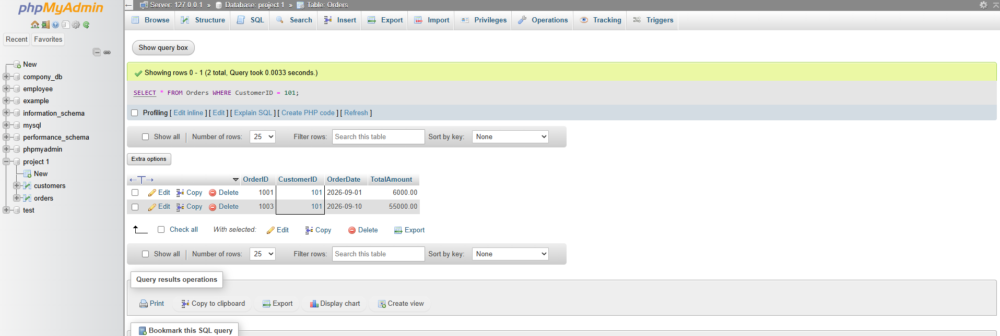 phpMyAdmin
Recent Favorites
New
compony_db
employee
example
information_schema
mysql
performance_schema
phpmyadmin
project 1
New
customers
orders
test
Server: 127.0.0.1 » Database: project 1 » Table: Orders
Browse Structure SQL Search Insert Export Import Privileges Operations Tracking Triggers
Show query box
Showing rows 0 - 1 (2 total, Query took 0.0033 seconds.)
SELECT * FROM Orders WHERE CustomerID = 101;
Profiling [ Edit inline ] [ Edit ] [ Explain SQL ] [ Create PHP code ] [ Refresh ]
Show all | Number of rows: 25 Filter rows: Search this table Sort by key: None
Extra options
OrderID CustomerID OrderDate TotalAmount
Edit Copy Delete 1001 101 2026-09-01 6000.00
Edit Copy Delete 1003 101 2026-09-10 55000.00
Check all With selected: Edit Copy Delete Export
Show all | Number of rows: 25 Filter rows: Search this table Sort by key: None
Query results operations
Print Copy to clipboard Export Display chart Create view
Bookmark this SQL query